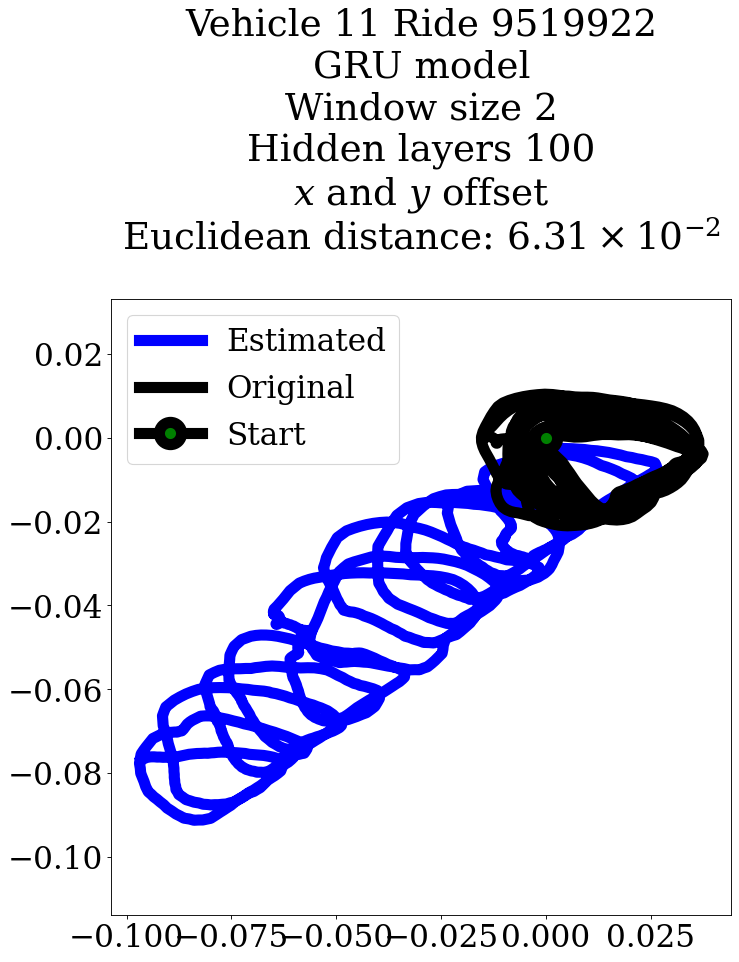 Vehicle 11 Ride 9519922
GRU model
Window size 2
Hidden layers 100
x and y offset
Euclidean distance: 6.31 × 10⁻²
Estimated
Original
Start
0.02
0.00
−0.02
−0.04
−0.06
−0.08
−0.10
−0.100 −0.075 −0.050 −0.025 0.000 0.025